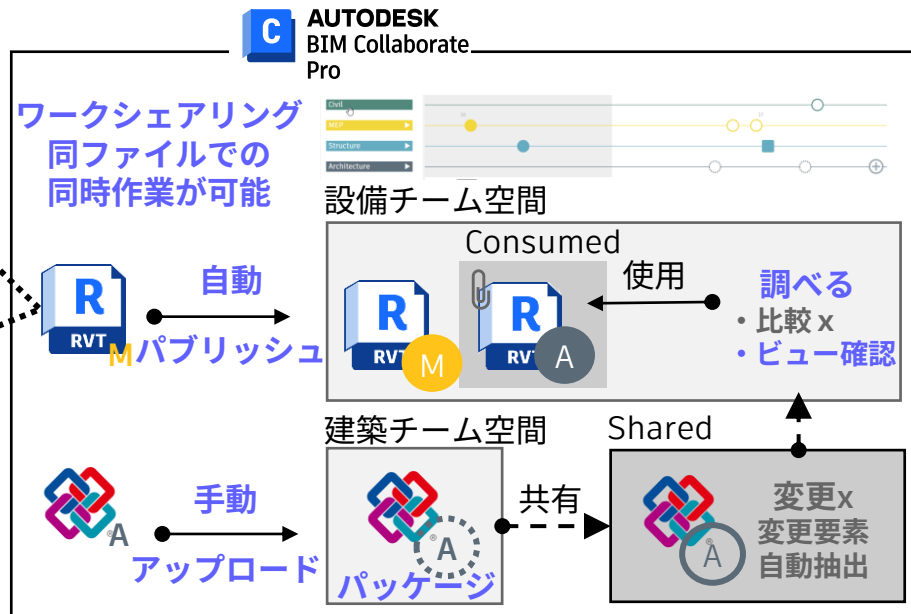 C
AUTODESK
BIM Collaborate
Pro
ワークシェアリング
同ファイルでの
同時作業が可能
Civil
MEP
Structure
Architecture
設備チーム空間
Consumed
R
RVT
M
自動
パブリッシュ
R
RVT
M
R
RVT
A
使用
調べる
・比較 x
・ビュー確認
建築チーム空間
Shared
®
A
手動
アップロード
®
A
パッケージ
共有
®
A
変更x
変更要素
自動抽出